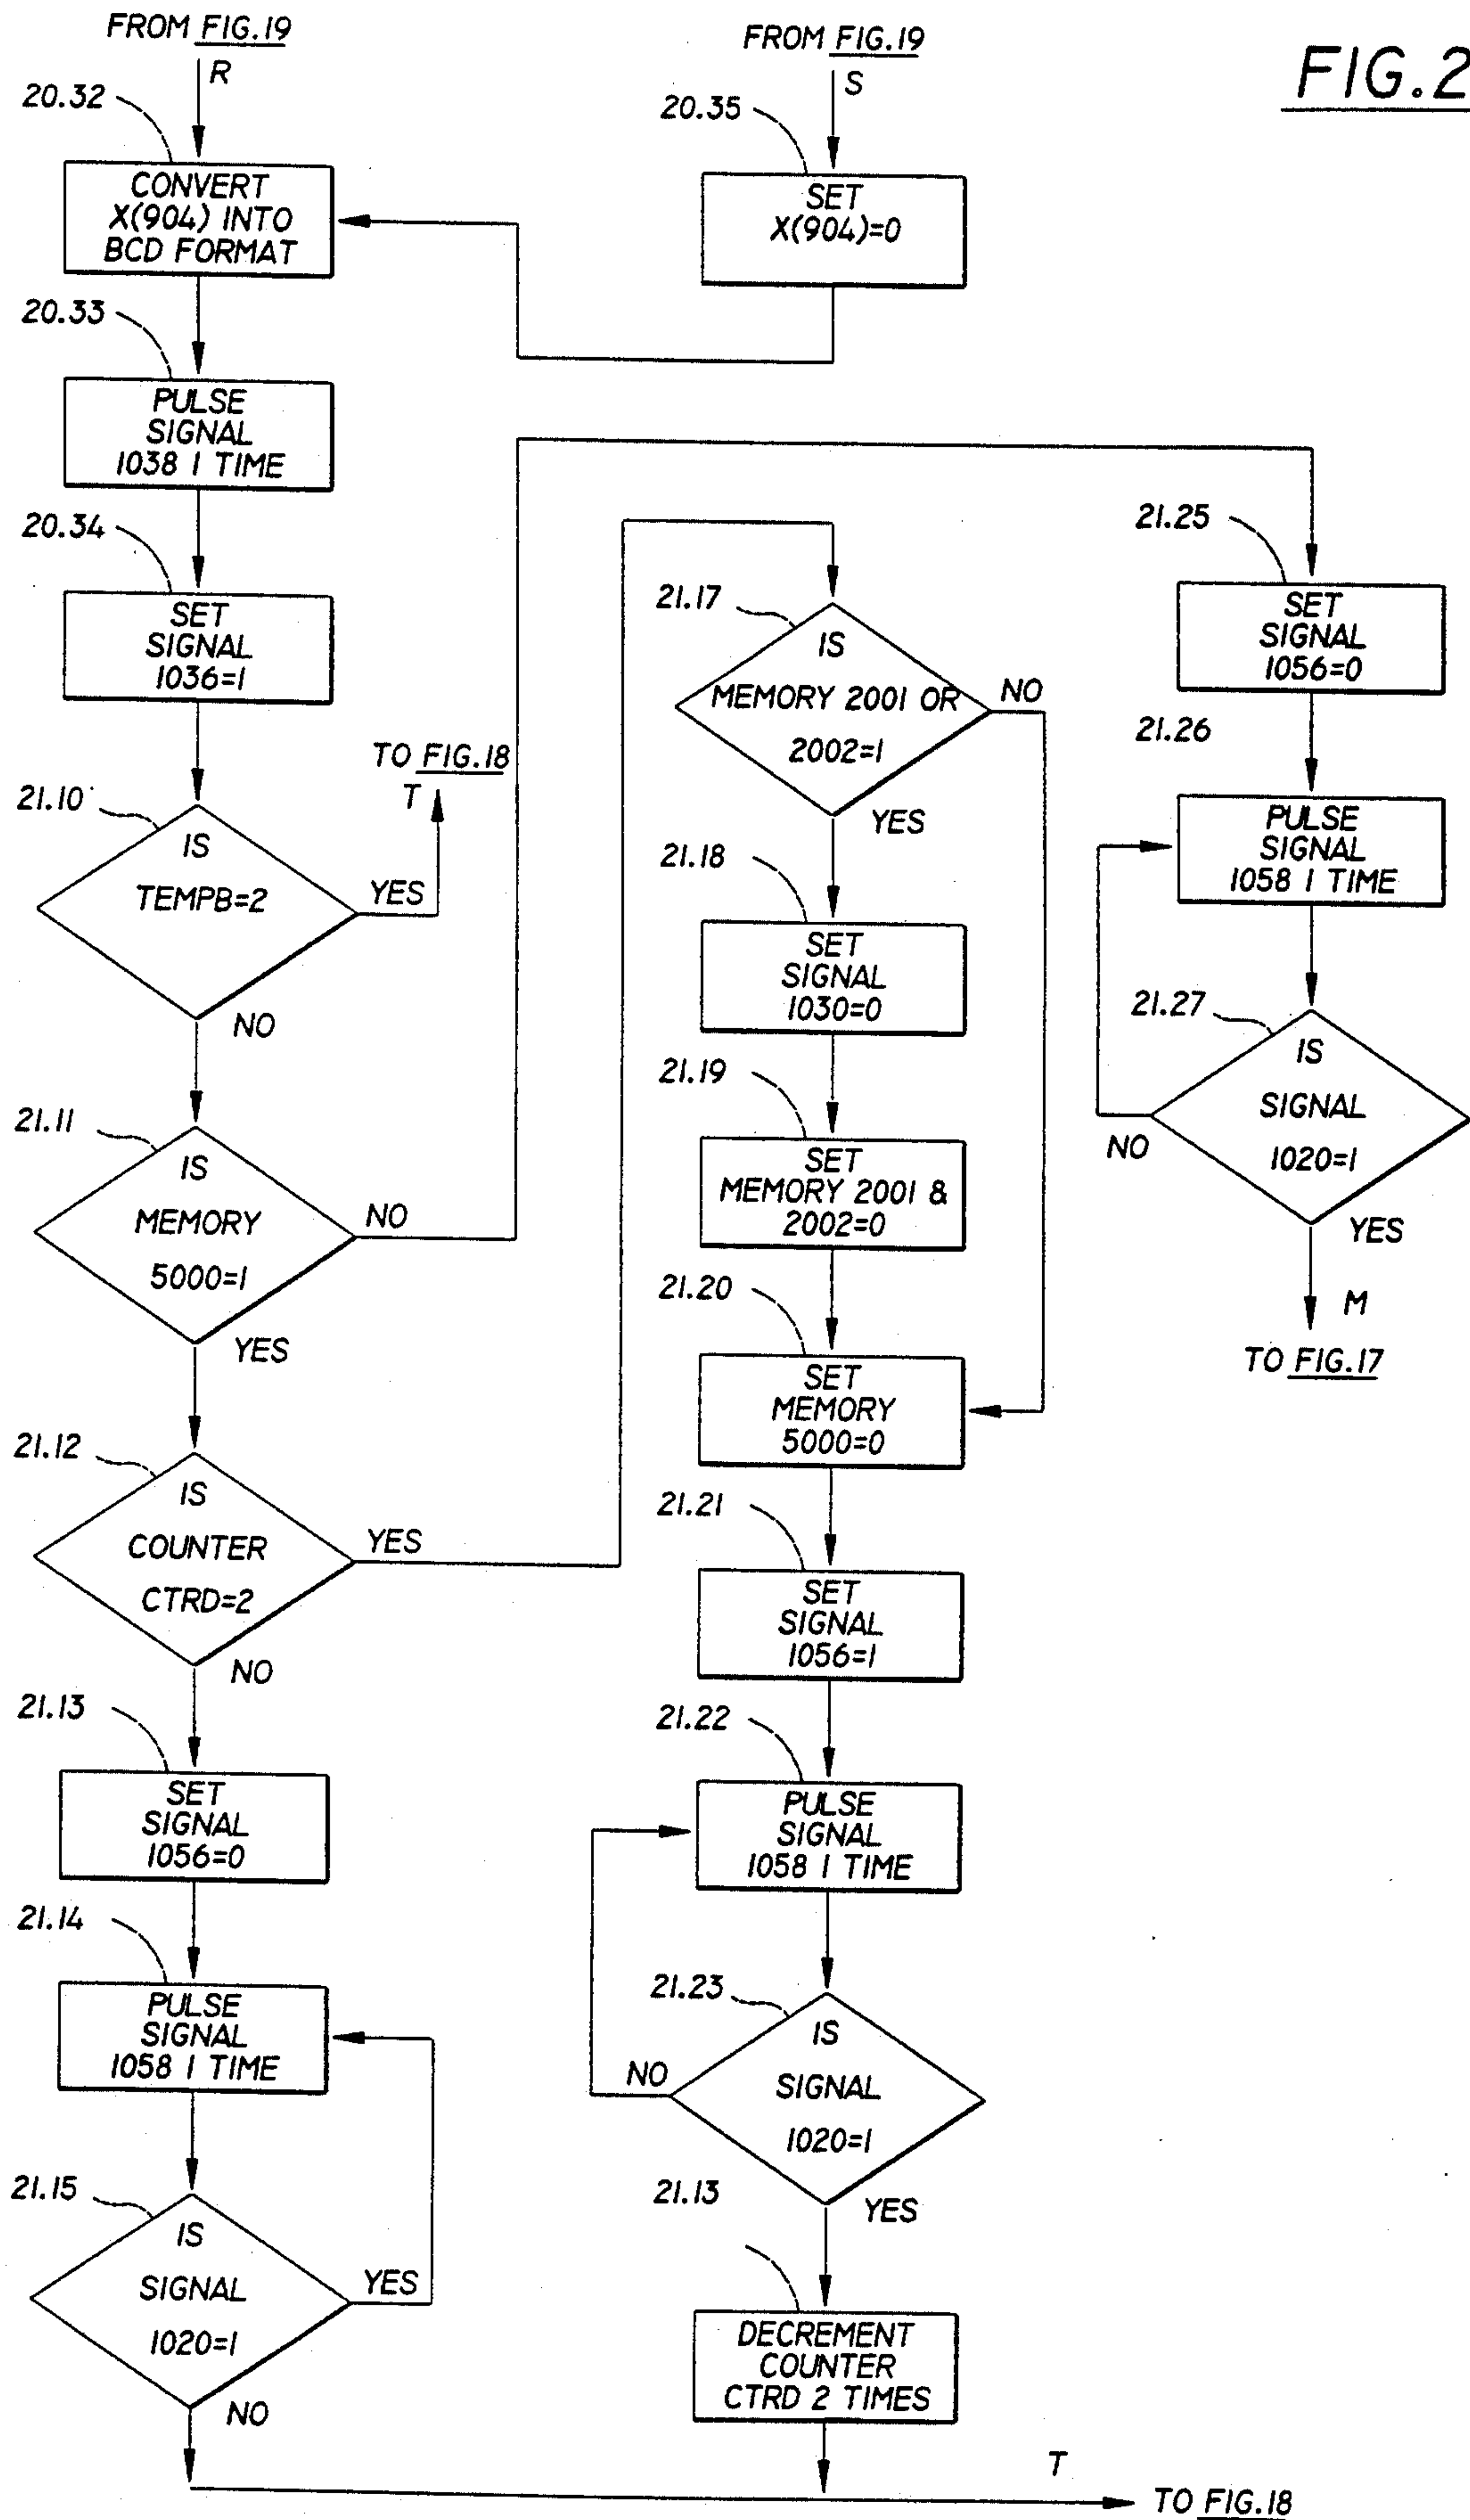 FROM FIG.19
R
20.32
CONVERT
X(904) INTO
BCD FORMAT
20.33
PULSE
SIGNAL
1038 1 TIME
20.34
SET
SIGNAL
1036=1
21.10
IS
TEMPB=2
YES
TO FIG.18
T
NO
21.11
IS
MEMORY
5000=1
NO
YES
21.12
IS
COUNTER
CTRD=2
YES
NO
21.13
SET
SIGNAL
1056=0
21.14
PULSE
SIGNAL
1058 1 TIME
21.15
IS
SIGNAL
1020=1
YES
NO
FROM FIG.19
S
20.35
SET
X(904)=0
21.17
IS
MEMORY 2001 OR
2002=1
NO
YES
21.18
SET
SIGNAL
1030=0
21.19
SET
MEMORY 2001 &
2002=0
21.20
SET
MEMORY
5000=0
21.21
SET
SIGNAL
1056=1
21.22
PULSE
SIGNAL
1058 1 TIME
21.23
IS
SIGNAL
1020=1
NO
YES
21.13
DECREMENT
COUNTER
CTRD 2 TIMES
T
TO FIG.18
FIG.2
21.25
SET
SIGNAL
1056=0
21.26
PULSE
SIGNAL
1058 1 TIME
21.27
IS
SIGNAL
1020=1
NO
YES
M
TO FIG.17